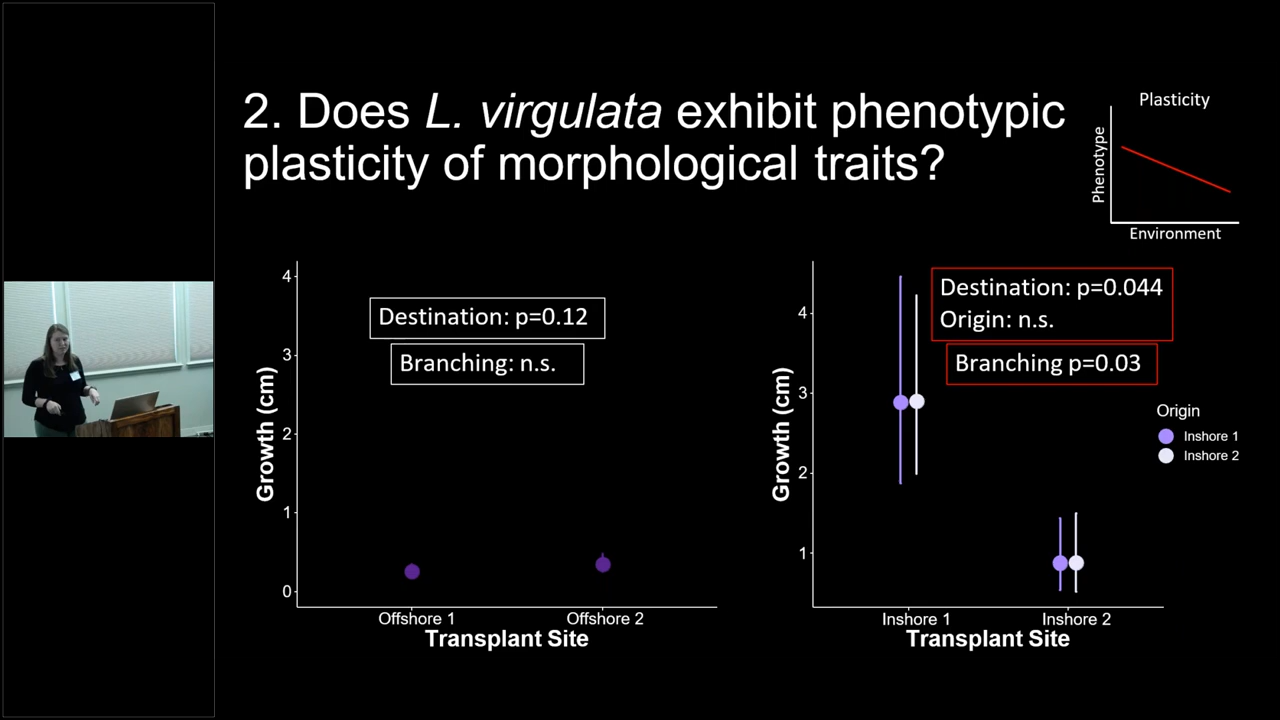 2. Does L. virgulata exhibit phenotypic
plasticity of morphological traits?
Plasticity
Phenotype
Environment
4
3
2
1
0
Growth (cm)
Destination: p=0.12
Branching: n.s.
Offshore 1
Offshore 2
Transplant Site
4
3
2
1
Growth (cm)
Destination: p=0.044
Origin: n.s.
Branching p=0.03
Origin
Inshore 1
Inshore 2
Inshore 1
Inshore 2
Transplant Site